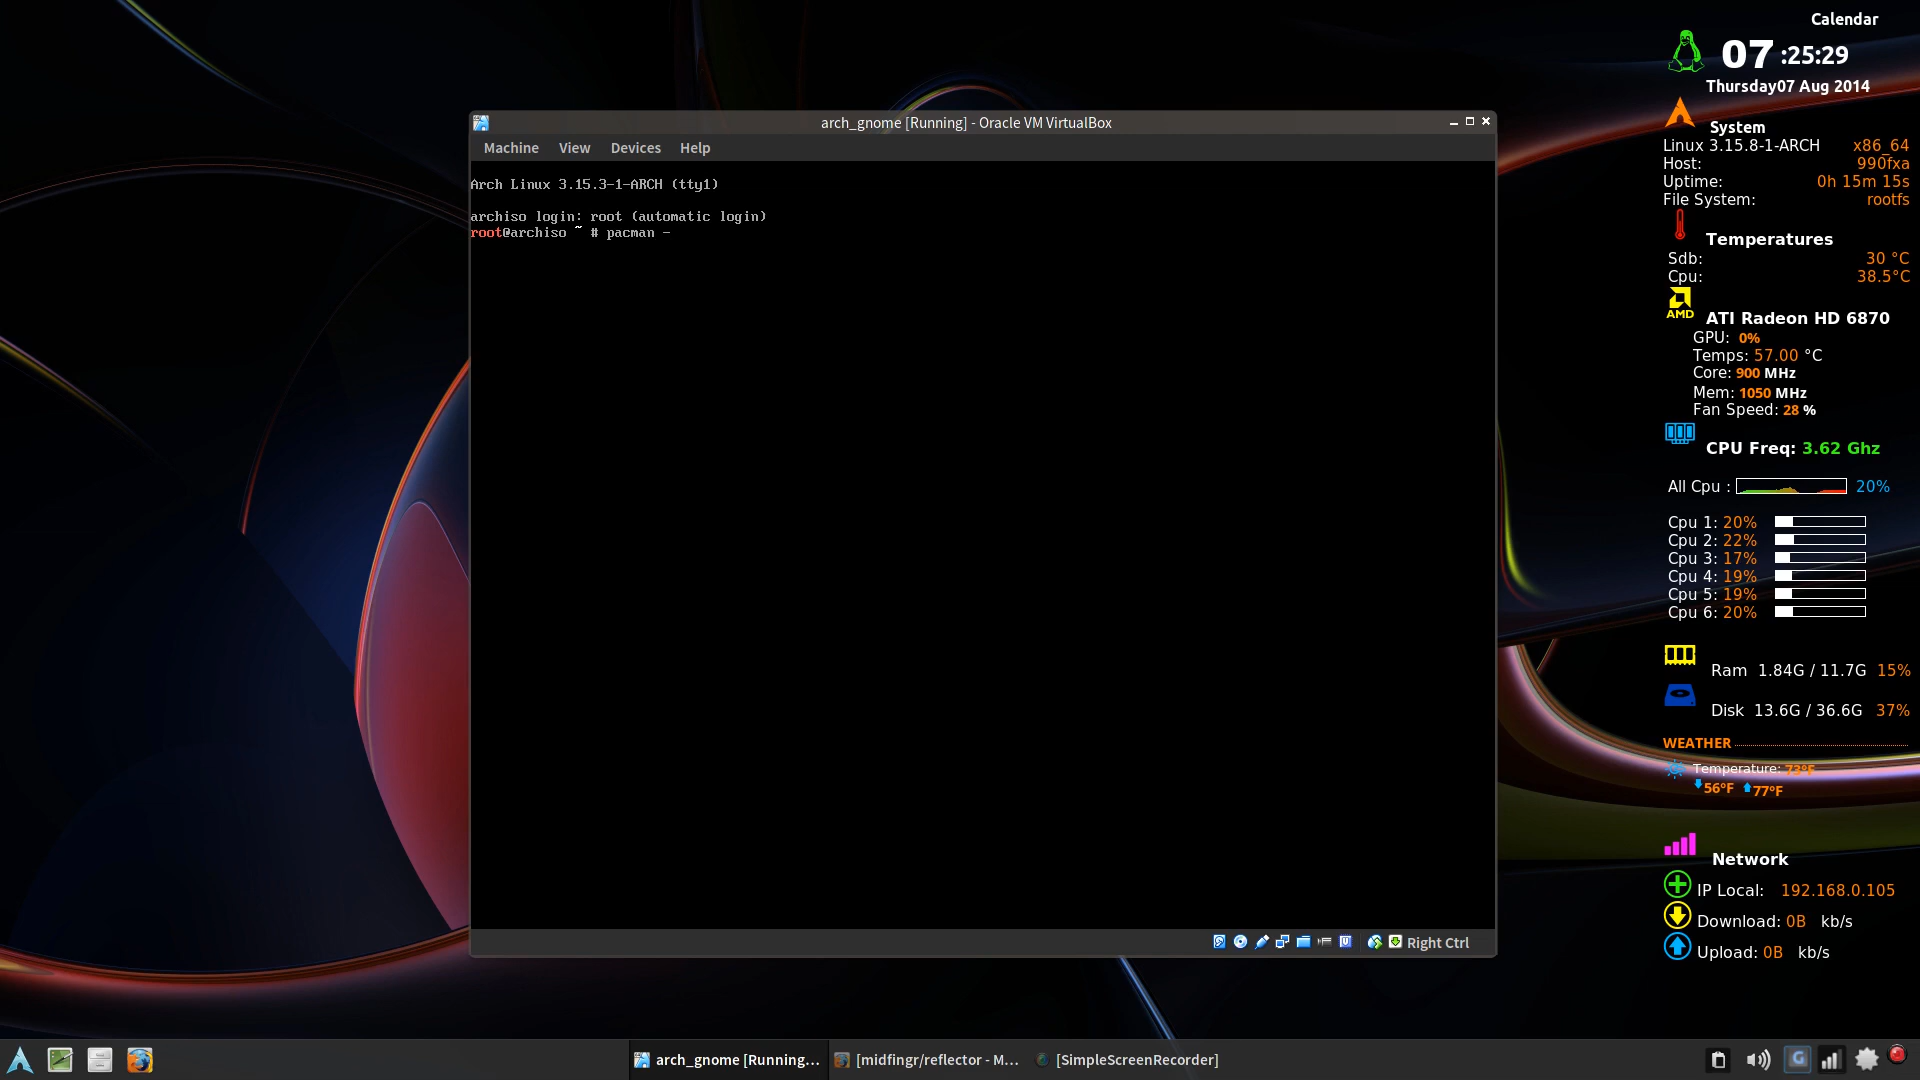 arch_gnome [Running] - Oracle VM VirtualBox
Machine View Devices Help
Arch Linux 3.15.3-1-ARCH (tty1)
archiso login: root (automatic login)
root@archiso ~ # pacman -
Right Ctrl
Calendar
07 :25:29
Thursday07 Aug 2014
System
Linux 3.15.8-1-ARCH x86_64
Host: 990fxa
Uptime: 0h 15m 15s
File System: rootfs
Temperatures
Sdb: 30 °C
Cpu: 38.5°C
AMD
ATI Radeon HD 6870
GPU: 0%
Temps: 57.00 °C
Core: 900 MHz
Mem: 1050 MHz
Fan Speed: 28 %
CPU Freq: 3.62 Ghz
All Cpu : 20%
Cpu 1: 20%
Cpu 2: 22%
Cpu 3: 17%
Cpu 4: 19%
Cpu 5: 19%
Cpu 6: 20%
Ram 1.84G / 11.7G 15%
Disk 13.6G / 36.6G 37%
WEATHER
Temperature: 73°F
56°F 77°F
Network
IP Local: 192.168.0.105
Download: 0B kb/s
Upload: 0B kb/s
arch_gnome [Running... [midfingr/reflector - M... [SimpleScreenRecorder] G